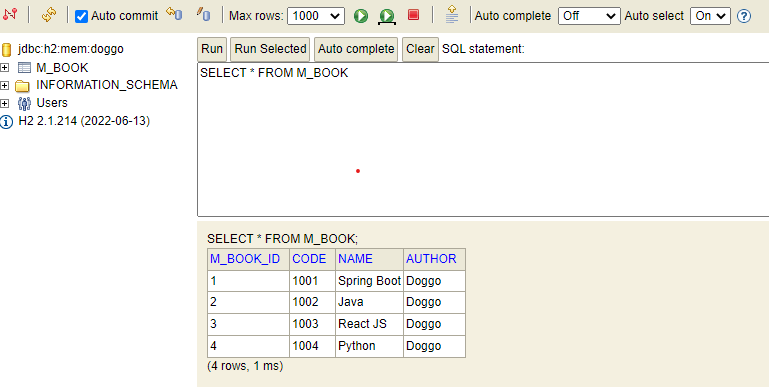 Auto commit Max rows: 1000 Auto complete Off Auto select On
jdbc:h2:mem:doggo
M_BOOK
INFORMATION_SCHEMA
Users
H2 2.1.214 (2022-06-13)
Run Run Selected Auto complete Clear SQL statement:
SELECT * FROM M_BOOK
SELECT * FROM M_BOOK;
M_BOOK_ID CODE NAME AUTHOR
1 1001 Spring Boot Doggo
2 1002 Java Doggo
3 1003 React JS Doggo
4 1004 Python Doggo
(4 rows, 1 ms)